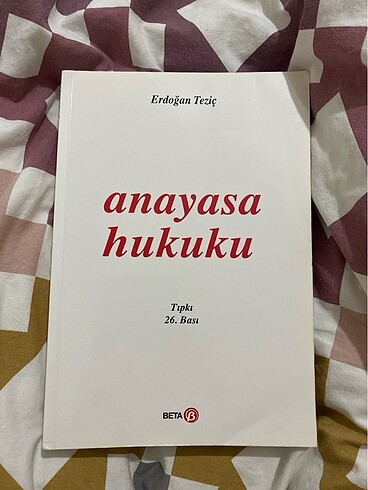 Erdoğan Teziç
anayasa
hukuku
Tıpkı
26. Bası
BETA B